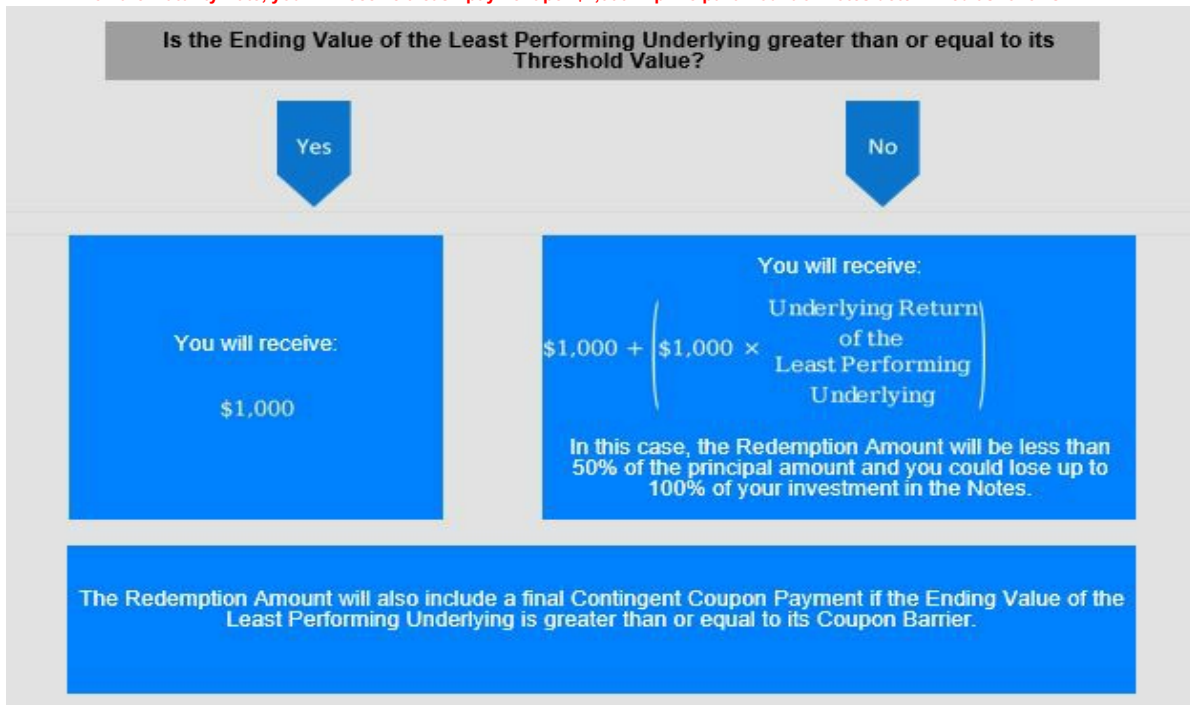 Is the Ending Value of the Least Performing Underlying greater than or equal to its
Threshold Value?
Yes
No
You will receive:
$1,000
You will receive:
$1,000 + ($1,000 × Underlying Return
of the
Least Performing
Underlying)
In this case, the Redemption Amount will be less than
50% of the principal amount and you could lose up to
100% of your investment in the Notes.
The Redemption Amount will also include a final Contingent Coupon Payment if the Ending Value of the
Least Performing Underlying is greater than or equal to its Coupon Barrier.